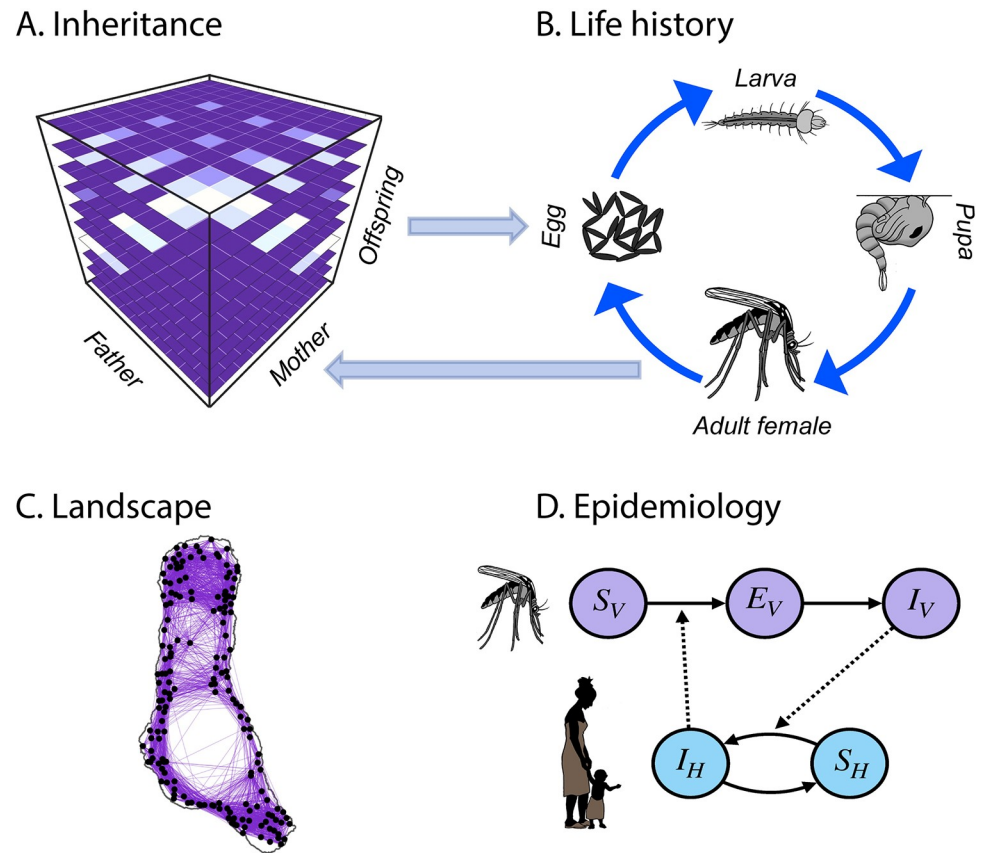 A. Inheritance
Father
Mother
Offspring
B. Life history
Larva
Egg
Pupa
Adult female
C. Landscape
D. Epidemiology
S_V
E_V
I_V
I_H
S_H